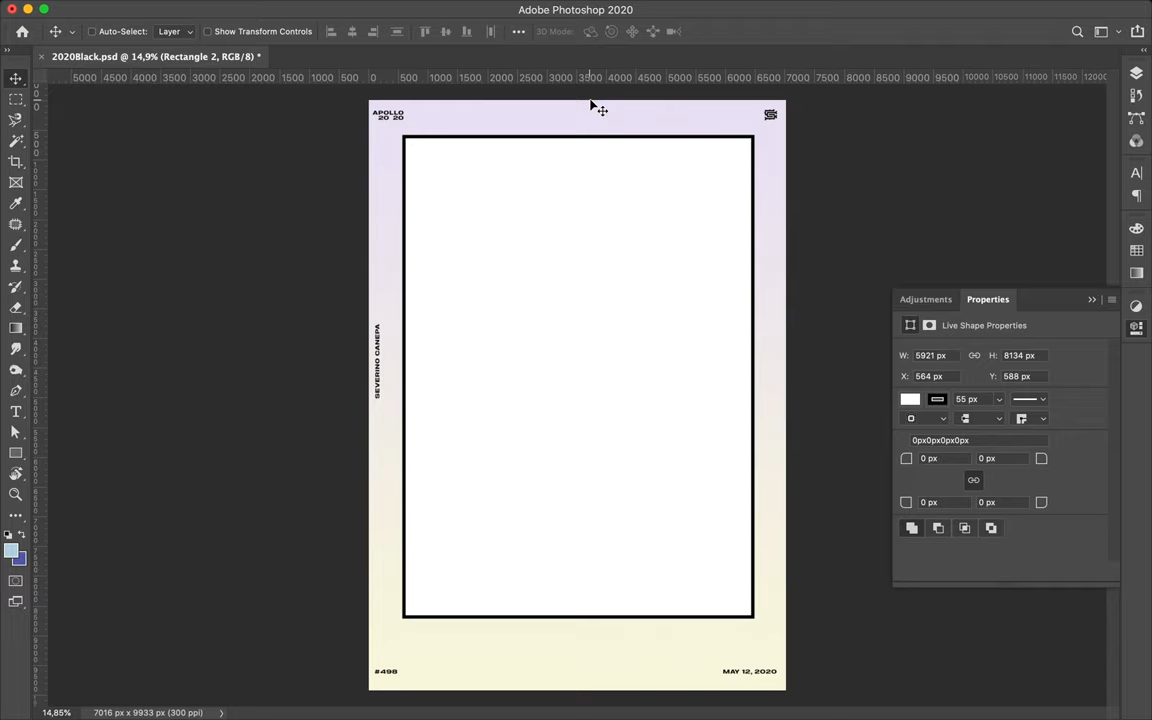 Adobe Photoshop 2020
Auto-Select:
Layer
Show Transform Controls
3D Mode:
2020Black.psd @ 14,9% (Rectangle 2, RGB/8) *
5000 4500 4000 3500 3000 2500 2000 1500 1000 500 0 500 1000 1500 2000 2500 3000 3500 4000 4500 5000 5500 6000 6500 7000 7500 8000 8500 9000 9500 10000 10500 11000 11500 12000
APOLLO
20 20
SEVERINO CANEPA
#498
MAY 12, 2020
Adjustments
Properties
Live Shape Properties
W: 5921 px
H: 8134 px
X: 564 px
Y: 588 px
55 px
0px0px0px0px
0 px
0 px
0 px
0 px
14,85%
7016 px x 9933 px (300 ppi)